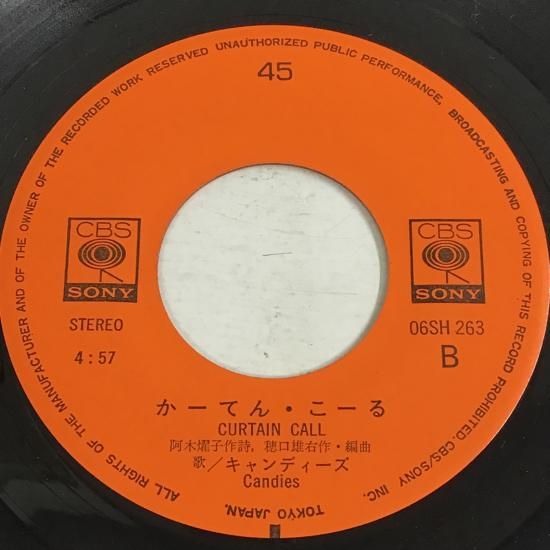 ALL RIGHTS OF THE MANUFACTURER AND OF THE OWNER OF THE RECORDED WORK RESERVED UNAUTHORIZED PUBLIC PERFORMANCE, BROADCASTING AND COPYING OF THIS RECORD PROHIBITED. CBS/SONY INC. TOKYO JAPAN.
45
CBS
SONY
CBS
SONY
STEREO
06SH 263
4:57
B
かーてん・こーる
CURTAIN CALL
阿木燿子作詩，穂口雄右作・編曲
歌／キャンディーズ
Candies